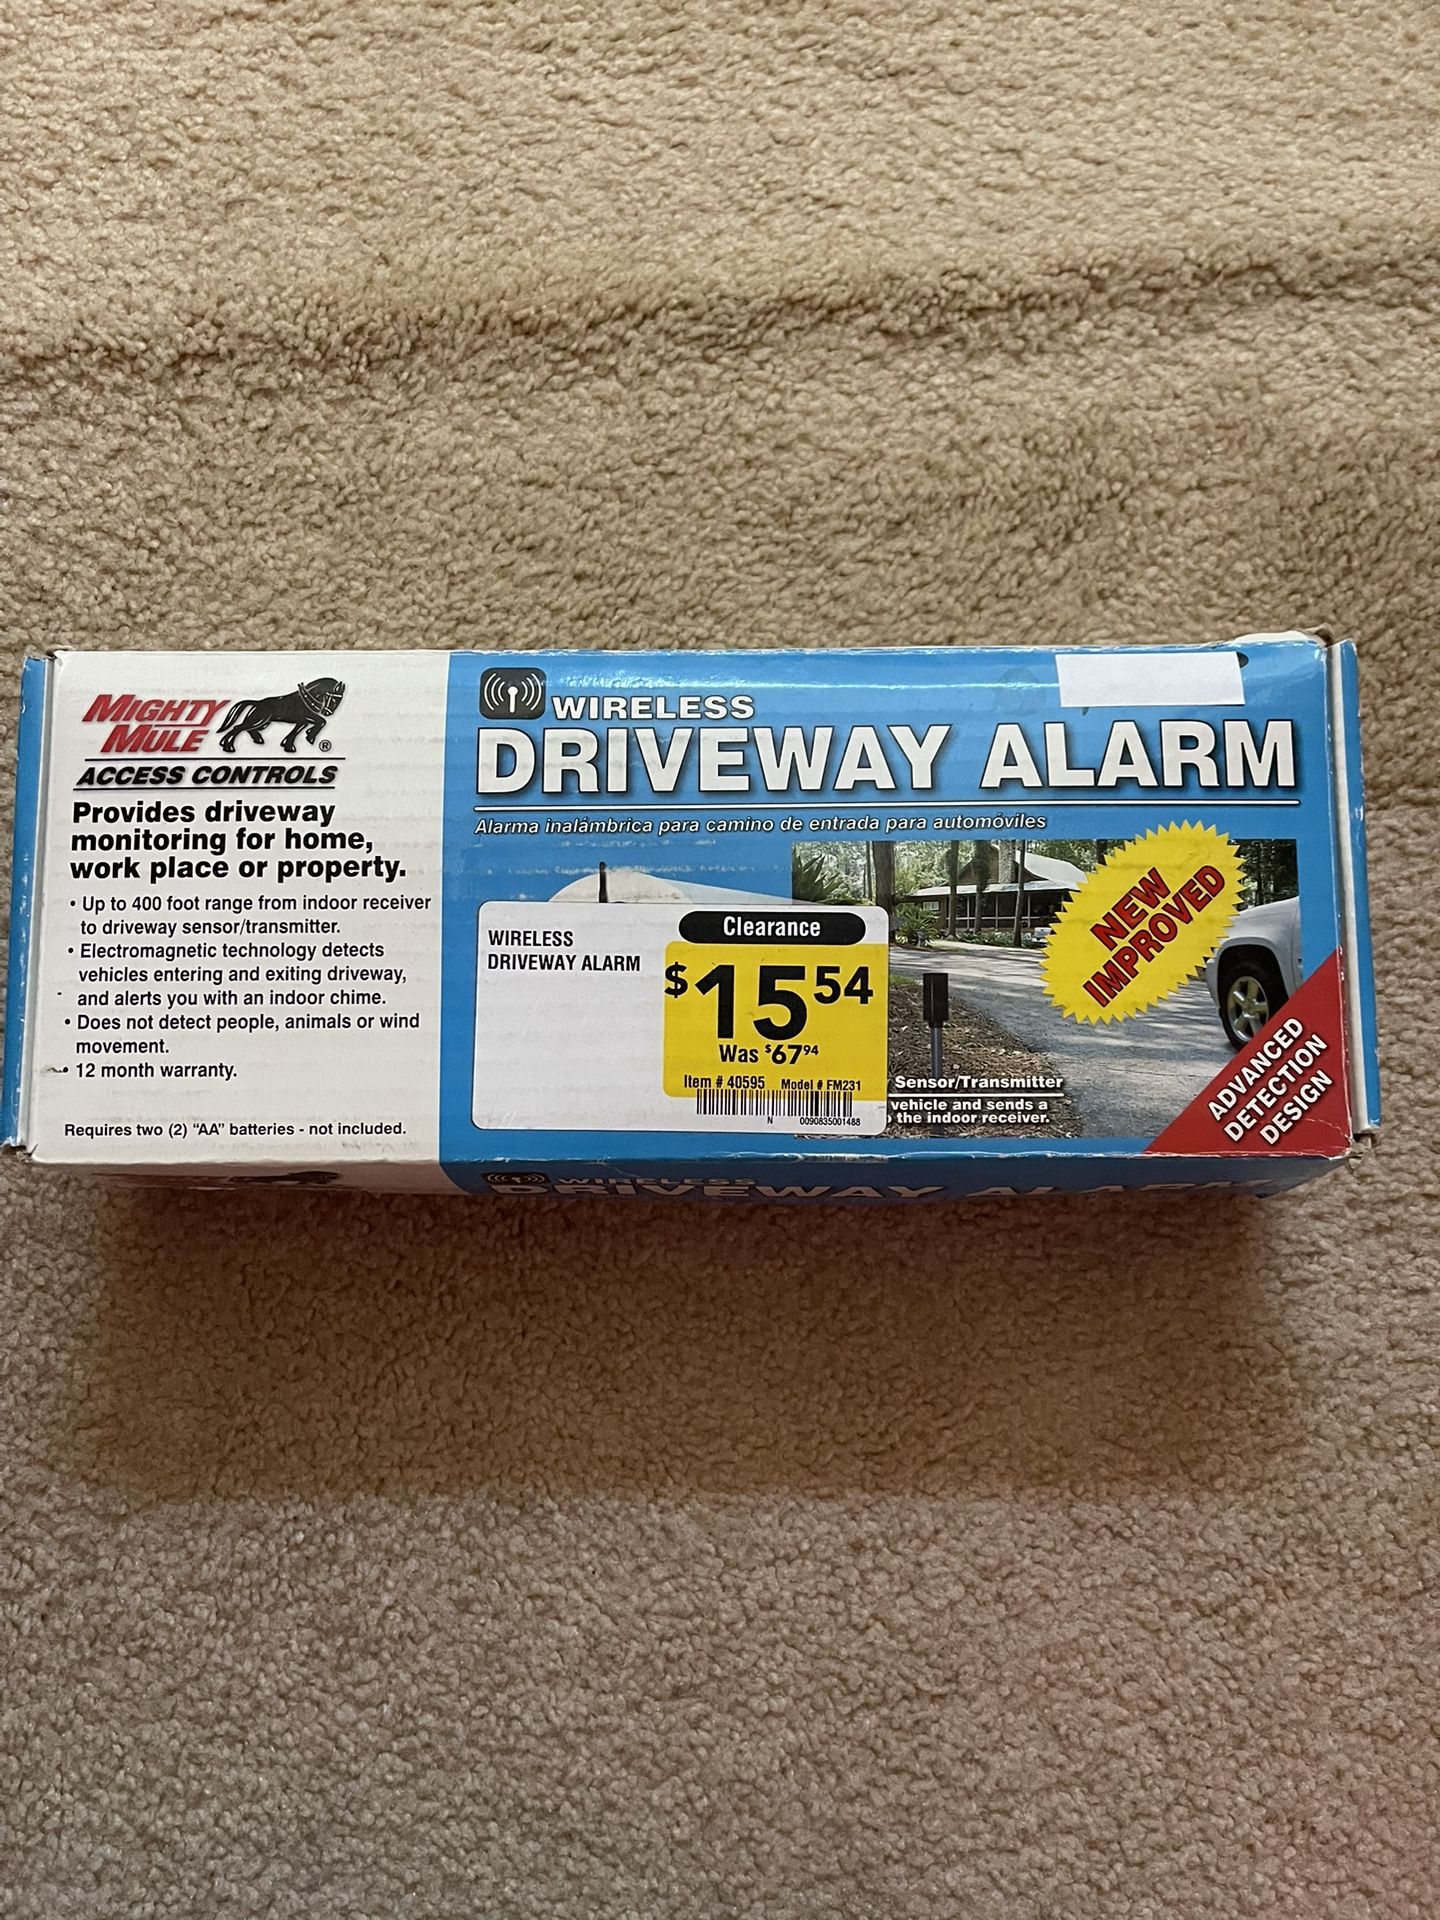 MIGHTY
MULE®
ACCESS CONTROLS
Provides driveway
monitoring for home,
work place or property.
• Up to 400 foot range from indoor receiver
to driveway sensor/transmitter.
• Electromagnetic technology detects
vehicles entering and exiting driveway,
and alerts you with an indoor chime.
• Does not detect people, animals or wind
movement.
• 12 month warranty.
Requires two (2) "AA" batteries - not included.
WIRELESS
DRIVEWAY ALARM
Alarma inalámbrica para camino de entrada para automóviles
NEW
IMPROVED
WIRELESS
DRIVEWAY ALARM
Clearance
$15 54
Was $67 94
Item # 40595 Model # FM231
N 0090835001488
Sensor/Transmitter
vehicle and sends a
the indoor receiver.
ADVANCED
DETECTION
DESIGN
WIRELESS
DRIVEWAY ALARM